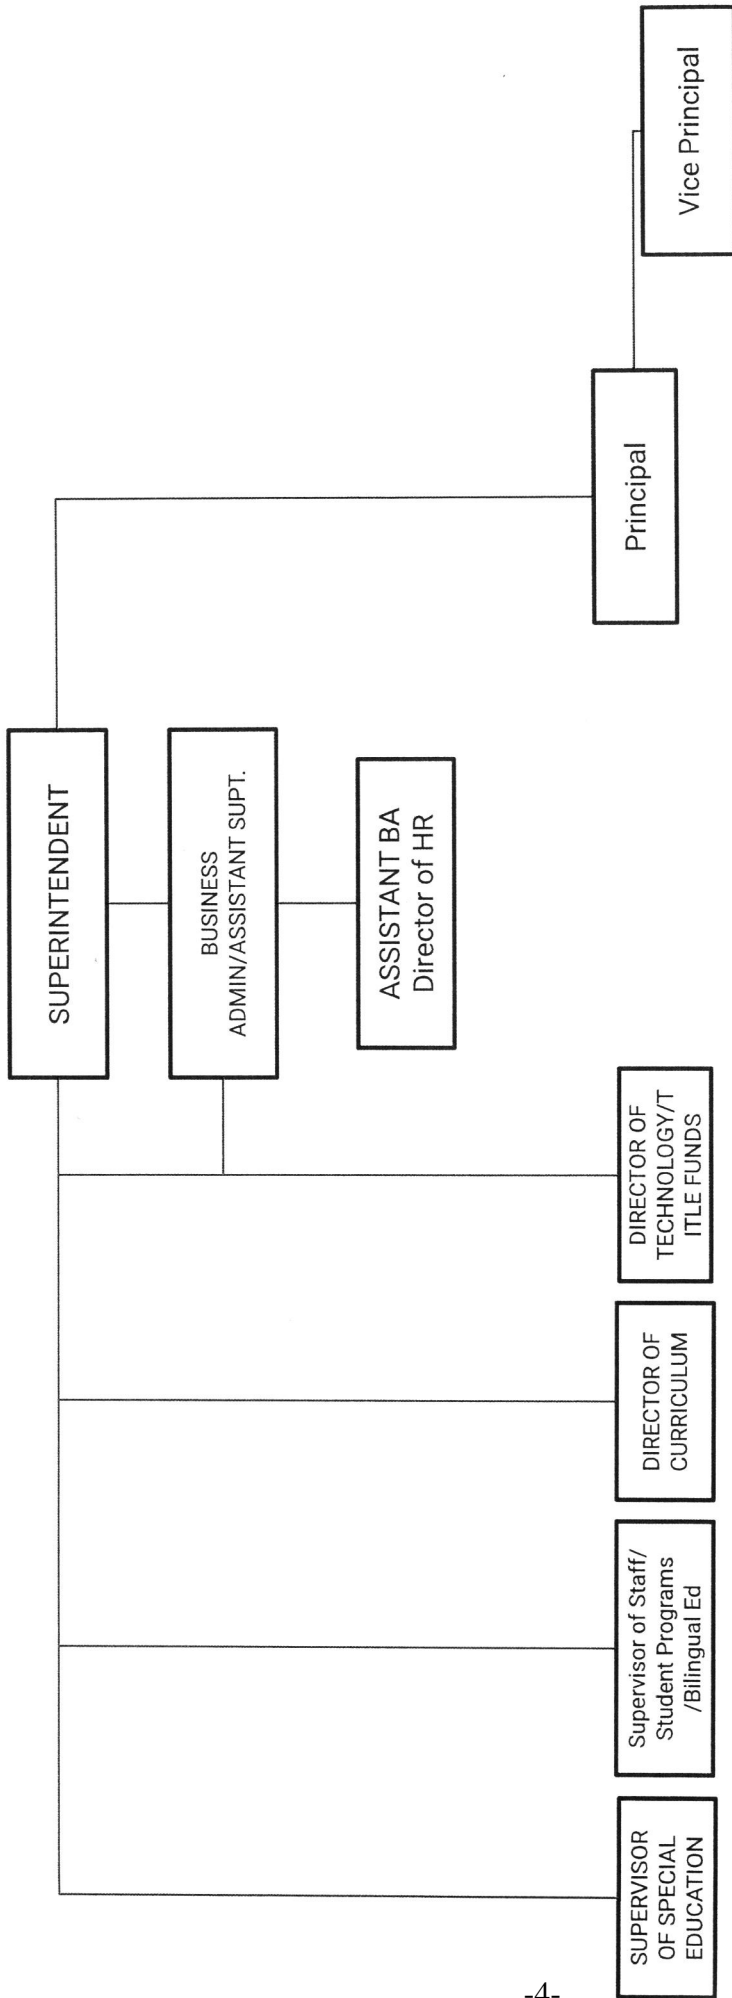 SUPERINTENDENT
BUSINESS
ADMIN/ASSISTANT SUPT.
ASSISTANT BA
Director of HR
SUPERVISOR
OF SPECIAL
EDUCATION
Supervisor of Staff/
Student Programs
/Bilingual Ed
DIRECTOR OF
CURRICULUM
DIRECTOR OF
TECHNOLOGY/T
ITLE FUNDS
Principal
Vice Principal
-4-